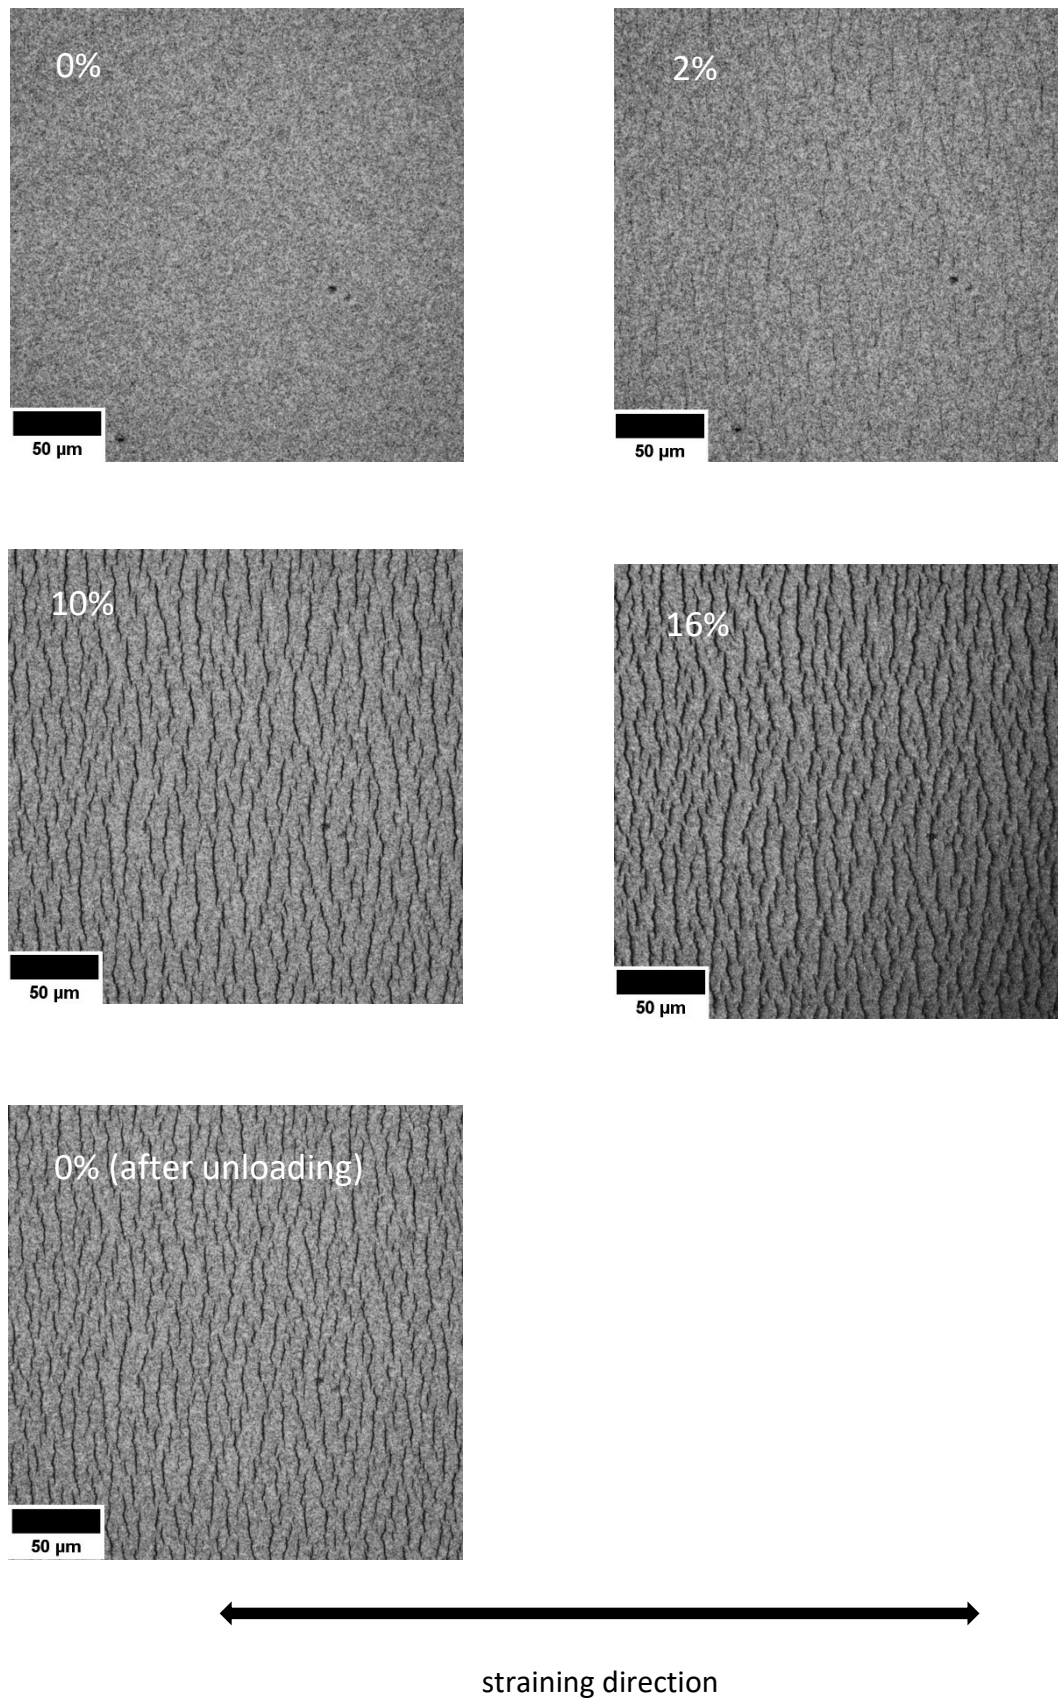 0%
2%
50 µm
50 µm
10%
16%
50 µm
50 µm
0% (after unloading)
50 µm
straining direction